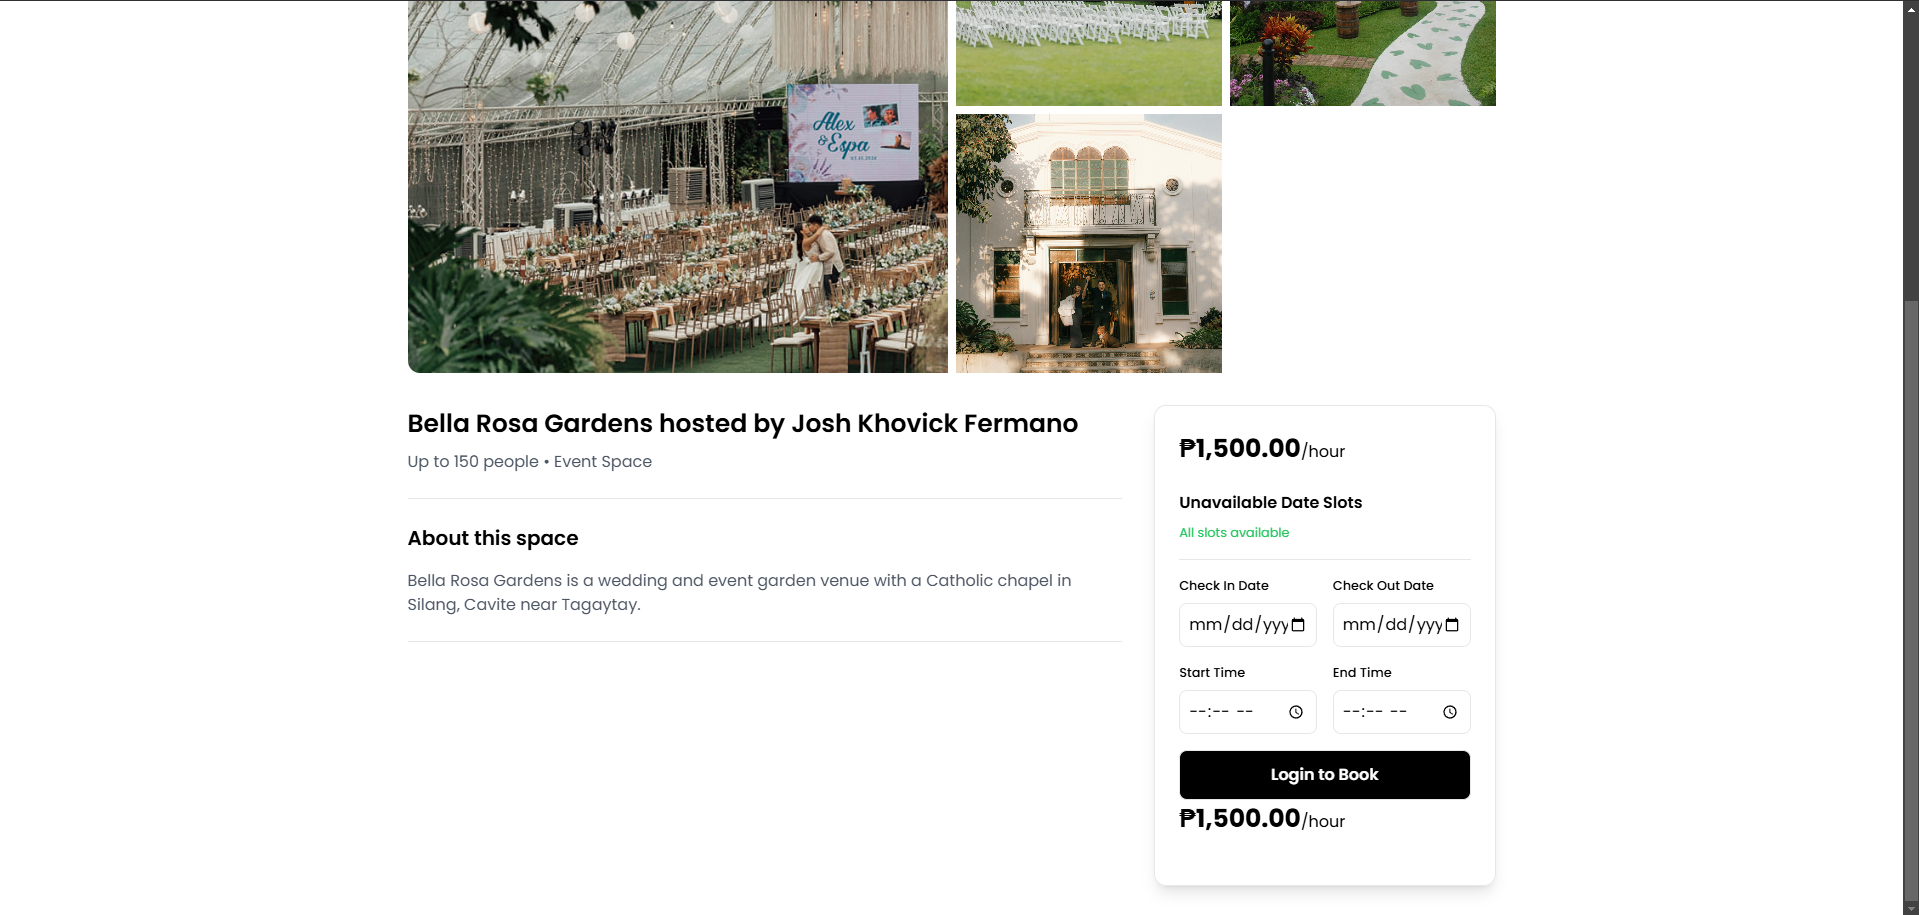 Alex
& Espa
Bella Rosa Gardens hosted by Josh Khovick Fermano
Up to 150 people • Event Space
About this space
Bella Rosa Gardens is a wedding and event garden venue with a Catholic chapel in
Silang, Cavite near Tagaytay.
₱1,500.00/hour
Unavailable Date Slots
All slots available
Check In Date Check Out Date
mm/dd/yyy mm/dd/yyy
Start Time End Time
--:-- -- --:-- --
Login to Book
₱1,500.00/hour